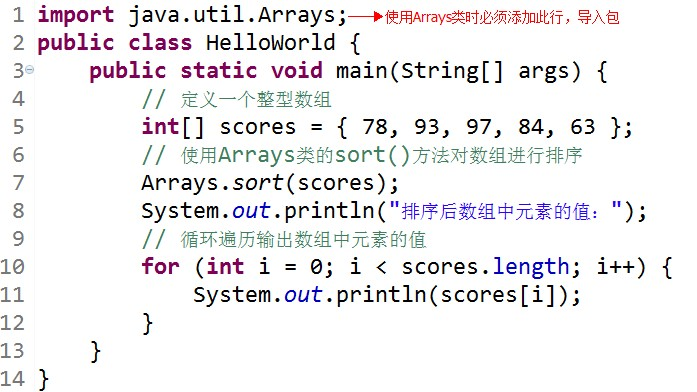 1 import java.util.Arrays; 使用Arrays类时必须添加此行，导入包
2 public class HelloWorld {
3 public static void main(String[] args) {
4 // 定义一个整型数组
5 int[] scores = { 78, 93, 97, 84, 63 };
6 // 使用Arrays类的sort()方法对数组进行排序
7 Arrays.sort(scores);
8 System.out.println("排序后数组中元素的值：");
9 // 循环遍历输出数组中元素的值
10 for (int i = 0; i < scores.length; i++) {
11 System.out.println(scores[i]);
12 }
13 }
14 }